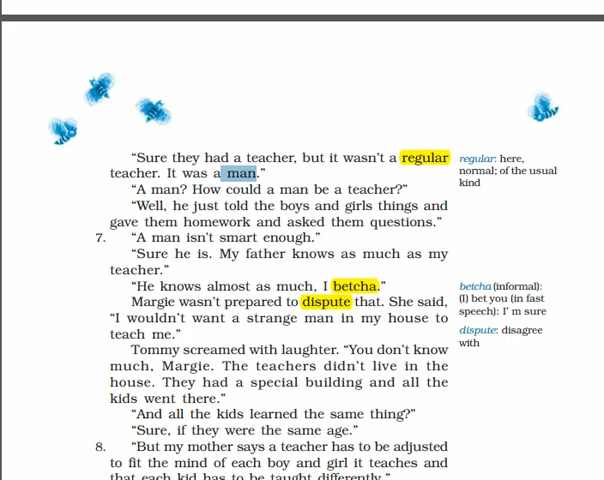 “Sure they had a teacher, but it wasn’t a regular
teacher. It was a man.”
“A man? How could a man be a teacher?”
“Well, he just told the boys and girls things and
gave them homework and asked them questions.”
7. “A man isn’t smart enough.”
“Sure he is. My father knows as much as my
teacher.”
“He knows almost as much, I betcha.”
Margie wasn’t prepared to dispute that. She said,
“I wouldn’t want a strange man in my house to
teach me.”
Tommy screamed with laughter. “You don’t know
much, Margie. The teachers didn’t live in the
house. They had a special building and all the
kids went there.”
“And all the kids learned the same thing?”
“Sure, if they were the same age.”
8. “But my mother says a teacher has to be adjusted
to fit the mind of each boy and girl it teaches and
that each kid has to be taught differently.”
regular: here,
normal; of the usual
kind
betcha (informal):
(I) bet you (in fast
speech): I’ m sure
dispute: disagree
with